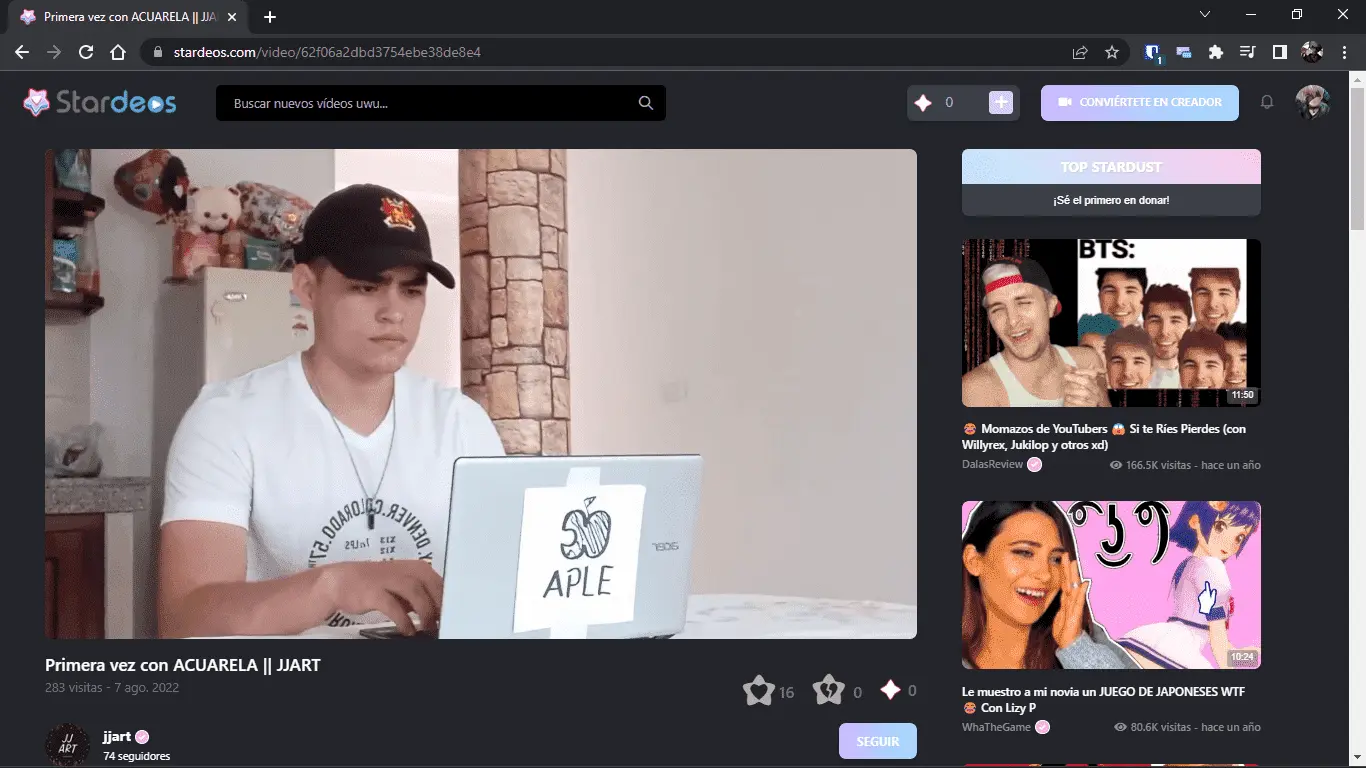 Primera vez con ACUARELA || JJA
stardeos.com/video/62f06a2dbd3754ebe38de8e4
1
Stardeos
Buscar nuevos vídeos uwu...
0
CONVIÉRTETE EN CREADOR
TOP STARDUST
¡Sé el primero en donar!
BTS:
11:50
Momazos de YouTubers 😱 Si te Ríes Pierdes (con
Willyrex, Jukilop y otros xd)
DalasReview
166.5K visitas - hace un año
10:24
Le muestro a mi novia un JUEGO DE JAPONESES WTF
Con Lizy P
WhaTheGame
80.6K visitas - hace un año
DENVER.COLORADO.57
acer
APLE
Primera vez con ACUARELA || JJART
283 visitas - 7 ago. 2022
16
0
0
JJ
ART
jjart
74 seguidores
SEGUIR